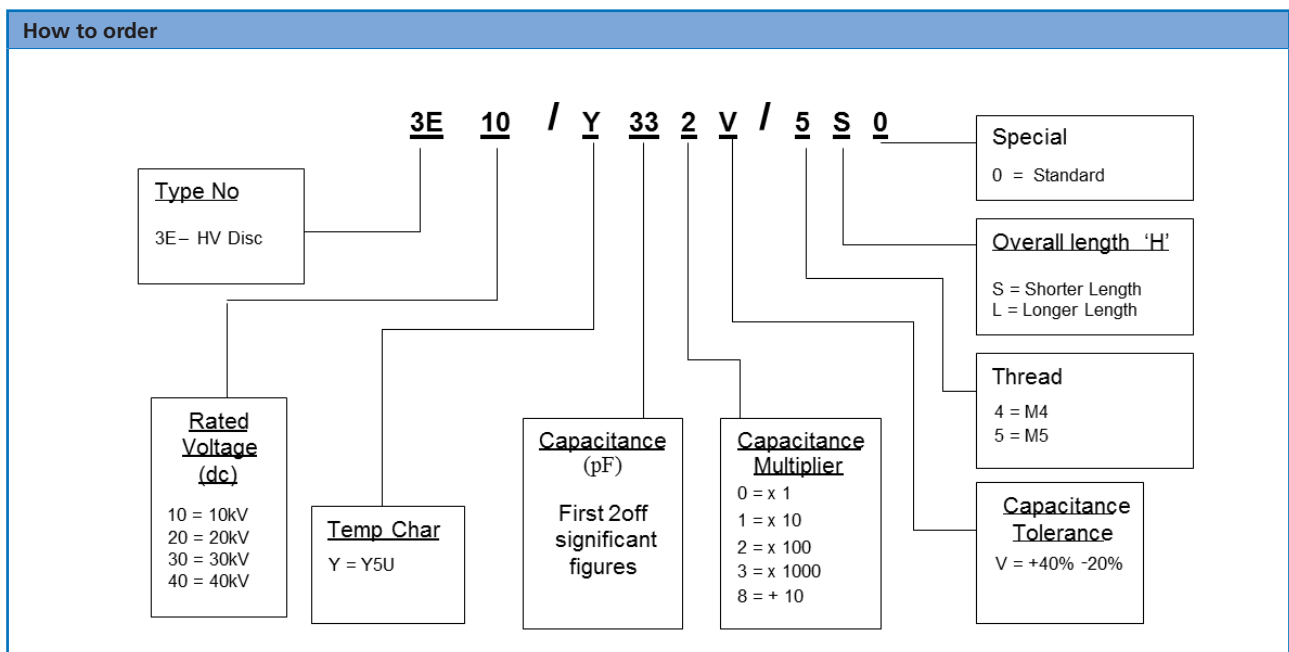 How to order
3E 10 / Y 33 2 V / 5 S 0
Type No
3E– HV Disc
Rated
Voltage
(dc)
10 = 10kV
20 = 20kV
30 = 30kV
40 = 40kV
Temp Char
Y = Y5U
Capacitance
(pF)
First 2off
significant
figures
Capacitance
Multiplier
0 = x 1
1 = x 10
2 = x 100
3 = x 1000
8 = + 10
Special
0 = Standard
Overall length ‘H’
S = Shorter Length
L = Longer Length
Thread
4 = M4
5 = M5
Capacitance
Tolerance
V = +40% -20%